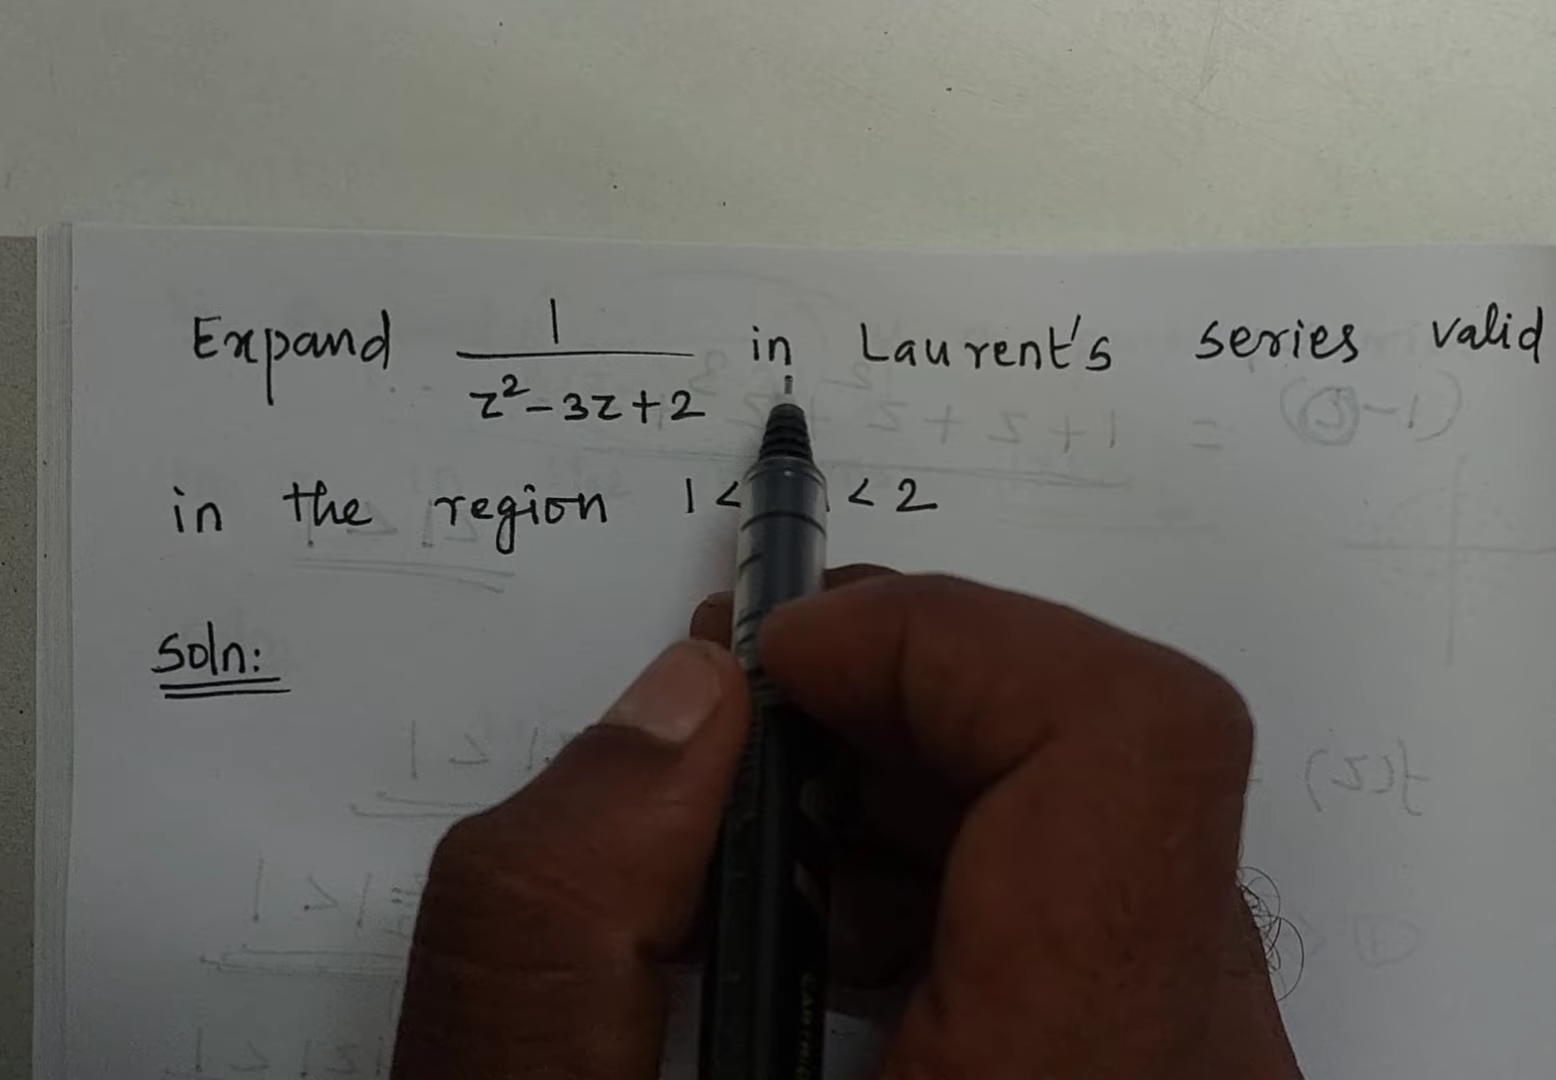 Expand 1/(z²-3z+2) in Laurent's series valid
in the region 1< <2
Soln: